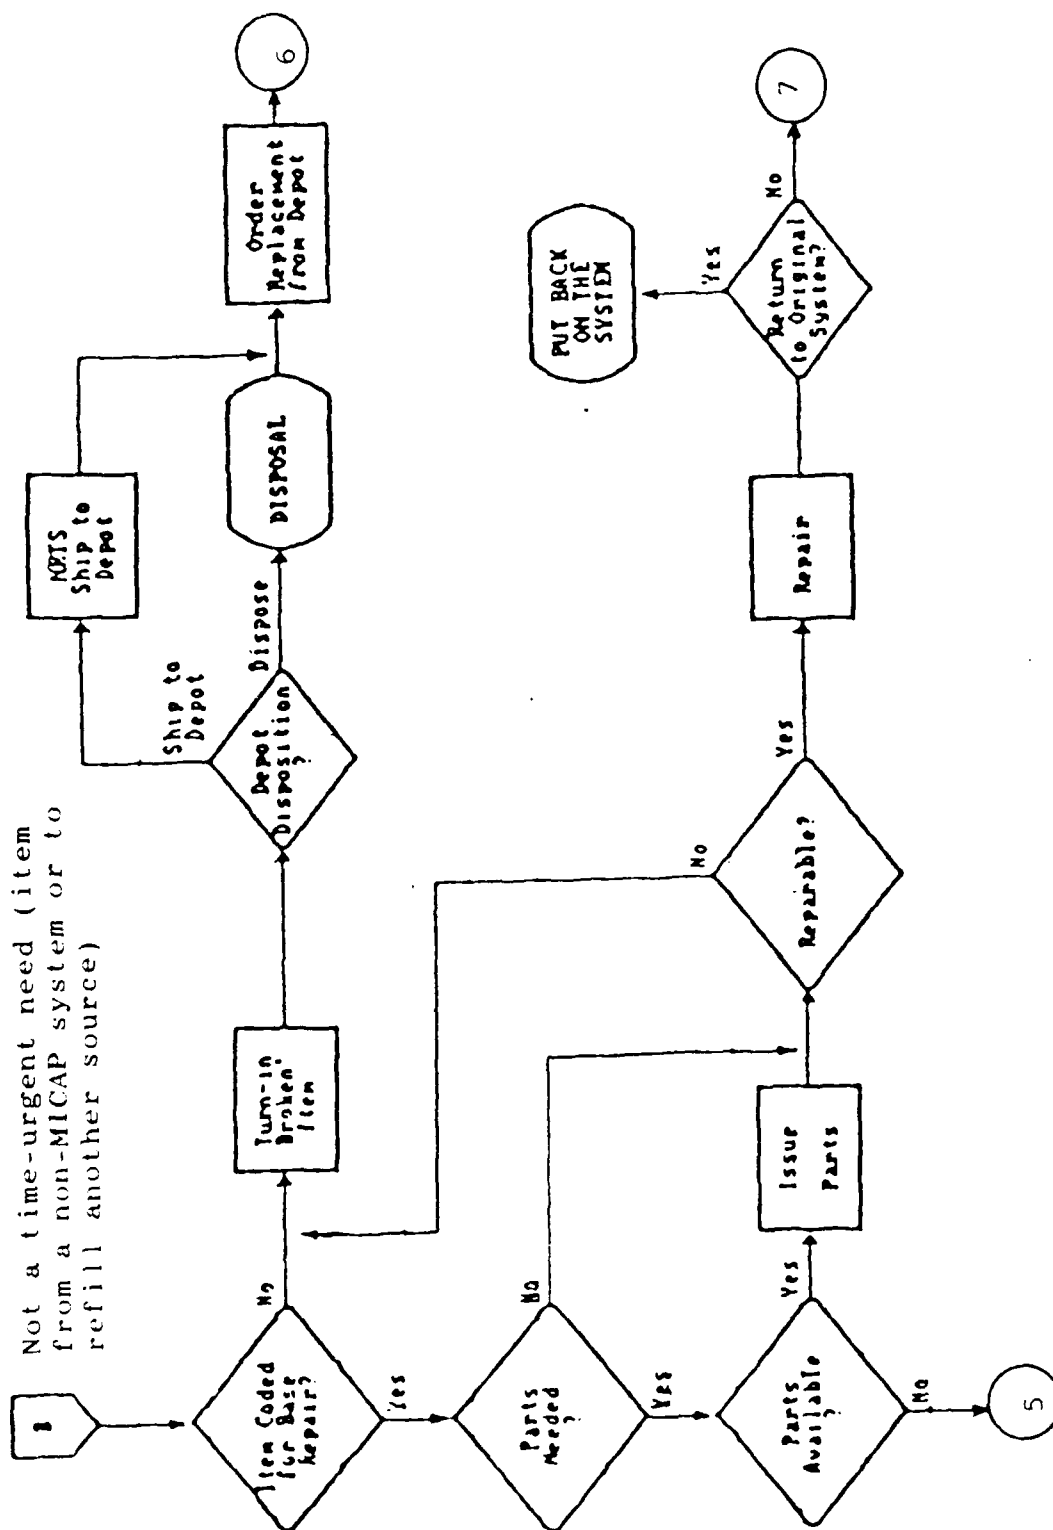 Not a time-urgent need (item
from a non-MICAP system or to
refill another source)
Item Coded
for Base
Repair?
No
Yes
Turn-in
Broken
Item
Depot
Disposition
?
Ship to
Depot
Dispose
NRTS
Ship to
Depot
DISPOSAL
Order
Replacement
from Depot
6
Parts
Needed
?
No
Yes
Parts
Available
?
Yes
No
5
Issue
Parts
Reparable?
No
Yes
Repair
Return
to Original
System?
Yes
No
PUT BACK
ON THE
SYSTEM
7